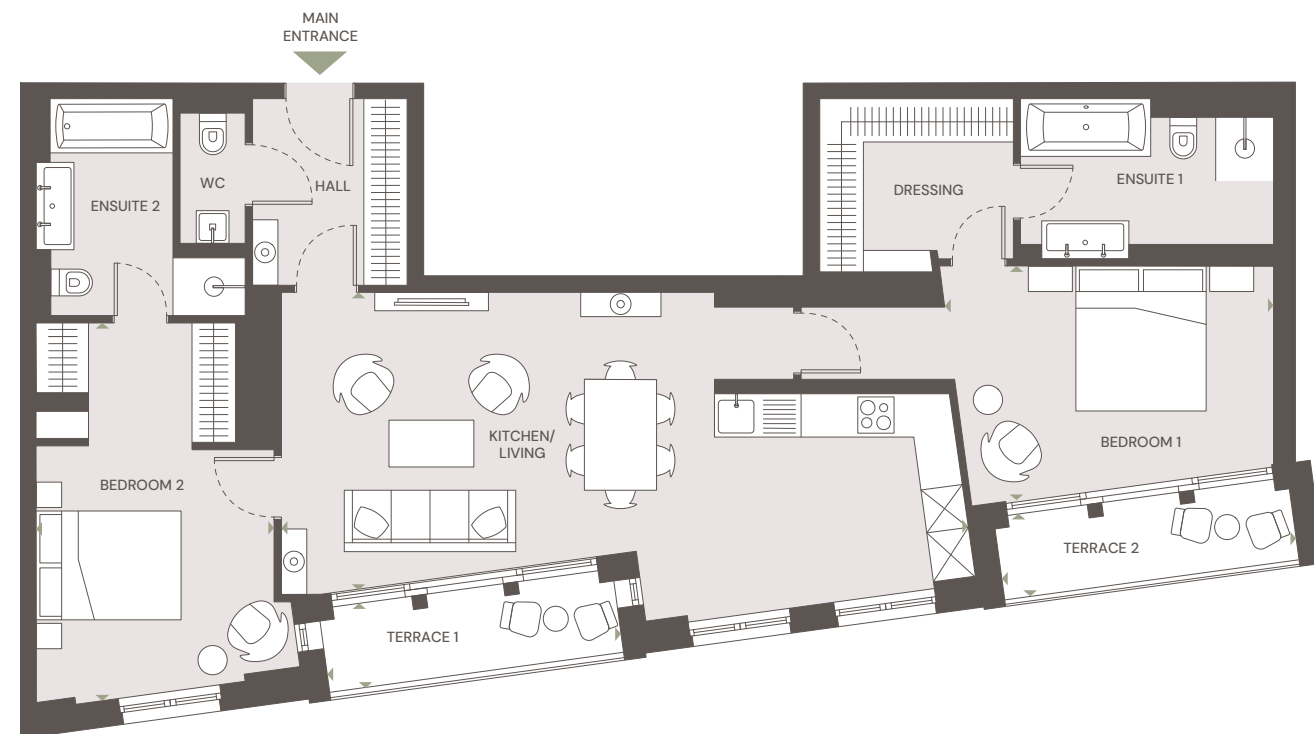 MAIN
ENTRANCE
WC
HALL
ENSUITE 2
DRESSING
ENSUITE 1
KITCHEN/
LIVING
BEDROOM 1
BEDROOM 2
TERRACE 2
TERRACE 1